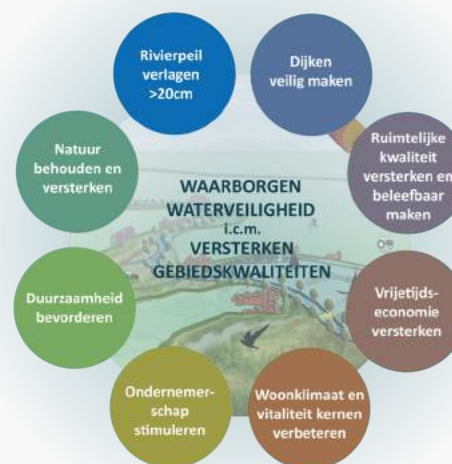 Rivierpeil
verlagen
>20cm
Dijken
veilig maken
Ruimtelijke
kwaliteit
versterken en
beleefbaar
maken
Vrijetijds-
economie
versterken
Woonklimaat en
vitaliteit kernen
verbeteren
Ondernemer-
schap
stimuleren
Duurzaamheid
bevorderen
Natuur
behouden en
versterken
WAARBORGEN
WATERVEILIGHEID
i.c.m.
VERSTERKEN
GEBIEDSKWALITEITEN